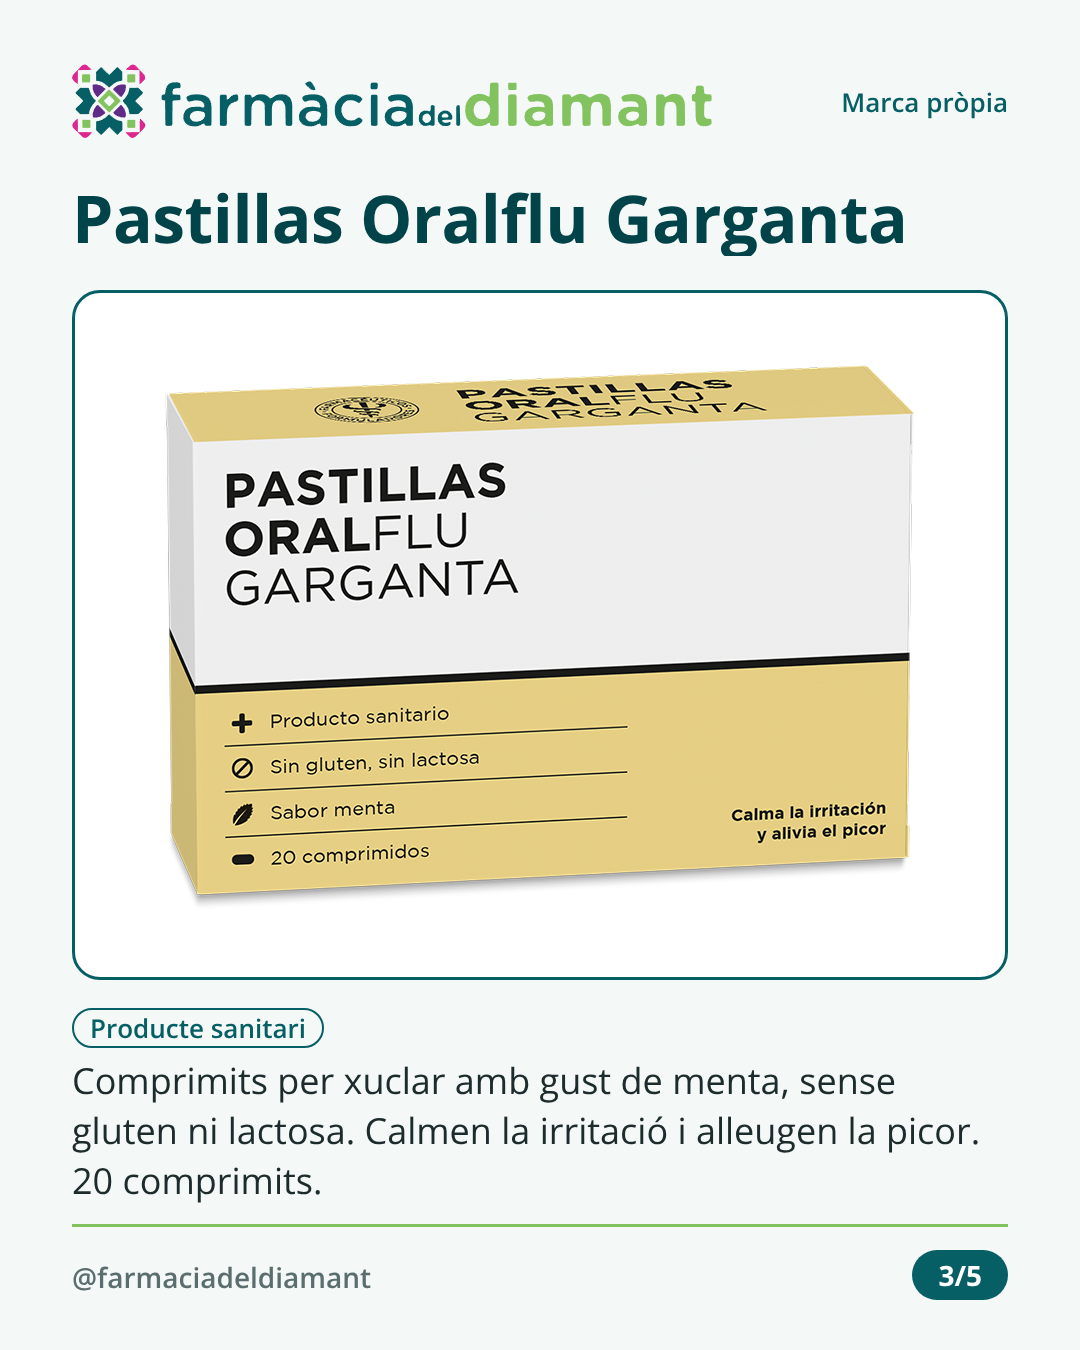 farmàciadeldiamant
Marca pròpia
Pastillas Oralflu Garganta
PASTILLAS
ORALFLU
GARGANTA
PASTILLAS
ORALFLU
GARGANTA
Producto sanitario
Sin gluten, sin lactosa
Sabor menta
20 comprimidos
Calma la irritación
y alivia el picor
Producte sanitari
Comprimits per xuclar amb gust de menta, sense
gluten ni lactosa. Calmen la irritació i alleugen la picor.
20 comprimits.
@farmaciadeldiamant
3/5